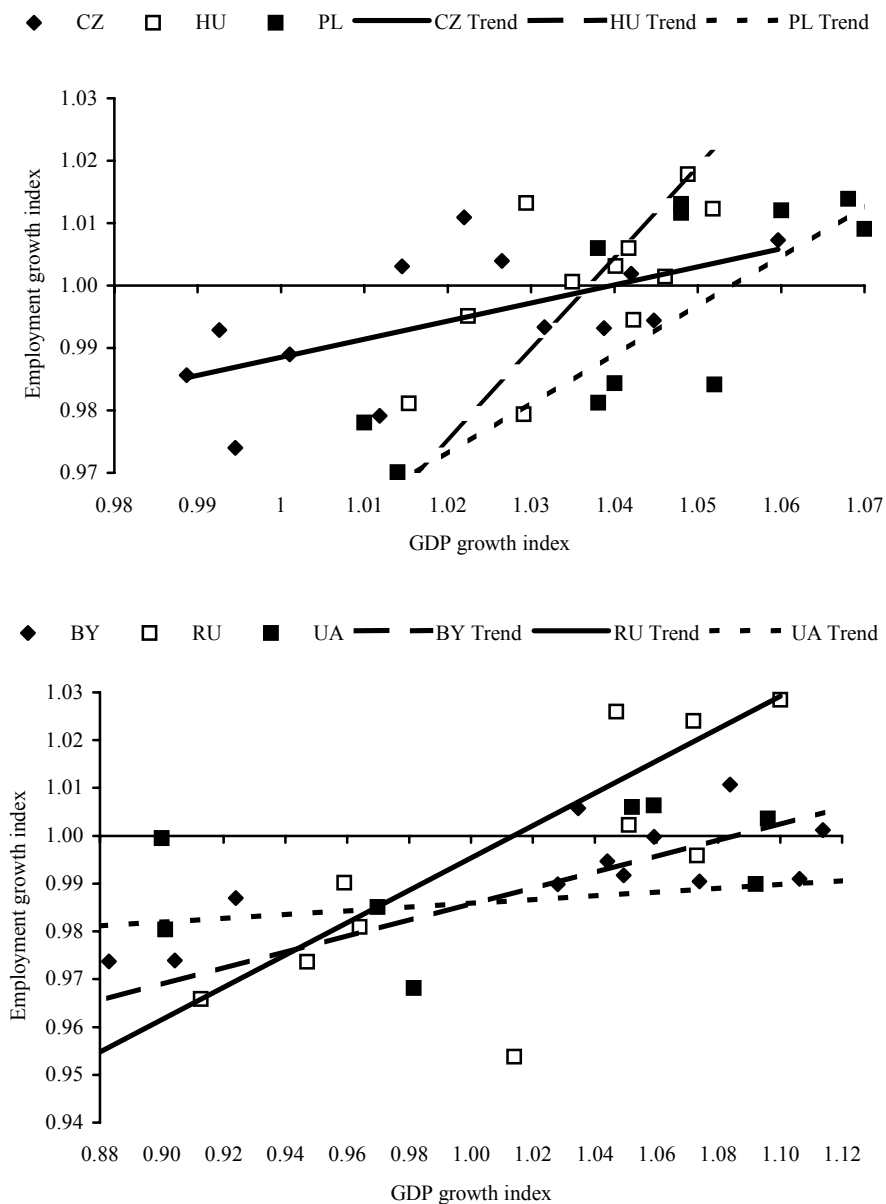 CZ HU PL CZ Trend HU Trend PL Trend
1.03
1.02
1.01
1.00
0.99
0.98
0.97
Employment growth index
0.98 0.99 1 1.01 1.02 1.03 1.04 1.05 1.06 1.07
GDP growth index
BY RU UA BY Trend RU Trend UA Trend
1.03
1.02
1.01
1.00
0.99
0.98
0.97
0.96
0.95
0.94
Employment growth index
0.88 0.90 0.92 0.94 0.96 0.98 1.00 1.02 1.04 1.06 1.08 1.10 1.12
GDP growth index